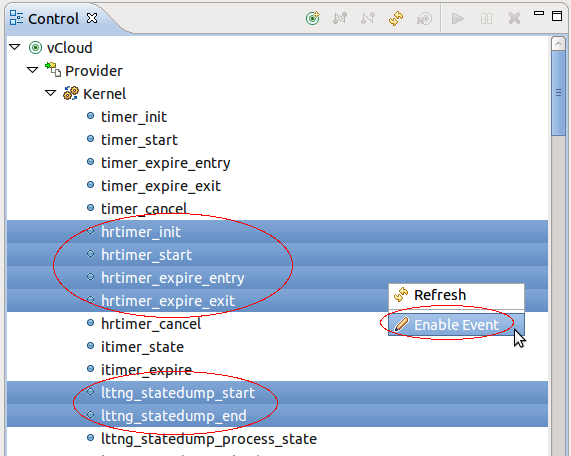 Control
vCloud
Provider
Kernel
timer_init
timer_start
timer_expire_entry
timer_expire_exit
timer_cancel
hrtimer_init
hrtimer_start
hrtimer_expire_entry
hrtimer_expire_exit
hrtimer_cancel
itimer_state
itimer_expire
lttng_statedump_start
lttng_statedump_end
lttng_statedump_process_state
Refresh
Enable Event